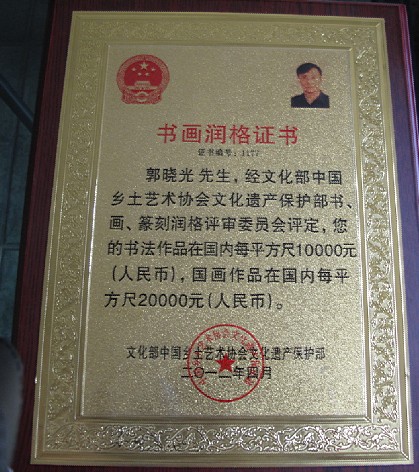 书画润格证书
证书编号：1177
郭晓光 先生，经文化部中国
乡土艺术协会文化遗产保护部书、
画、篆刻润格评审委员会评定，您
的书法作品在国内每平方尺10000元
（人民币），国画作品在国内每平
方尺20000元（人民币）。
文化部中国乡土艺术协会文化遗产保护部
二〇一二年四月